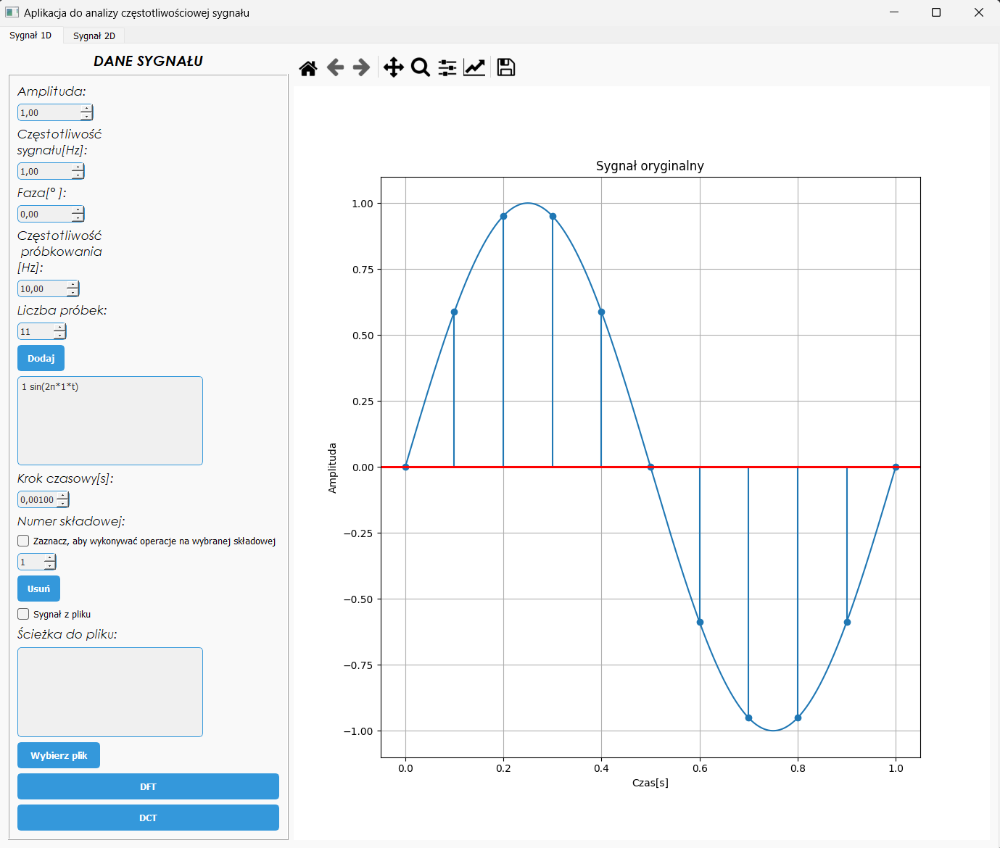 Aplikacja do analizy częstotliwościowej sygnału
Sygnał 1D
Sygnał 2D
DANE SYGNAŁU
Amplituda:
1,00
Częstotliwość
sygnału[Hz]:
1,00
Faza[° ]:
0,00
Częstotliwość
próbkowania
[Hz]:
10,00
Liczba próbek:
11
Dodaj
1 sin(2π*1*t)
Krok czasowy[s]:
0,00100
Numer składowej:
Zaznacz, aby wykonywać operacje na wybranej składowej
1
Usuń
Sygnał z pliku
Ścieżka do pliku:
Wybierz plik
DFT
DCT
Sygnał oryginalny
1.00
0.75
0.50
0.25
0.00
−0.25
−0.50
−0.75
−1.00
Amplituda
0.0 0.2 0.4 0.6 0.8 1.0
Czas[s]